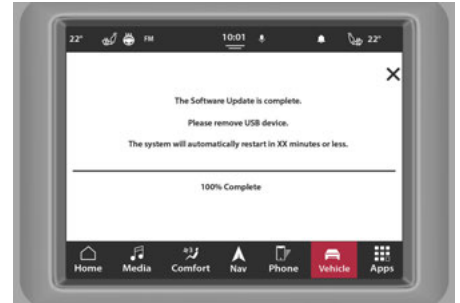 22° FM 10:01 22°
X
The Software Update is complete.
Please remove USB device.
The system will automatically restart in XX minutes or less.
100% Complete
Home Media Comfort Nav Phone Vehicle Apps